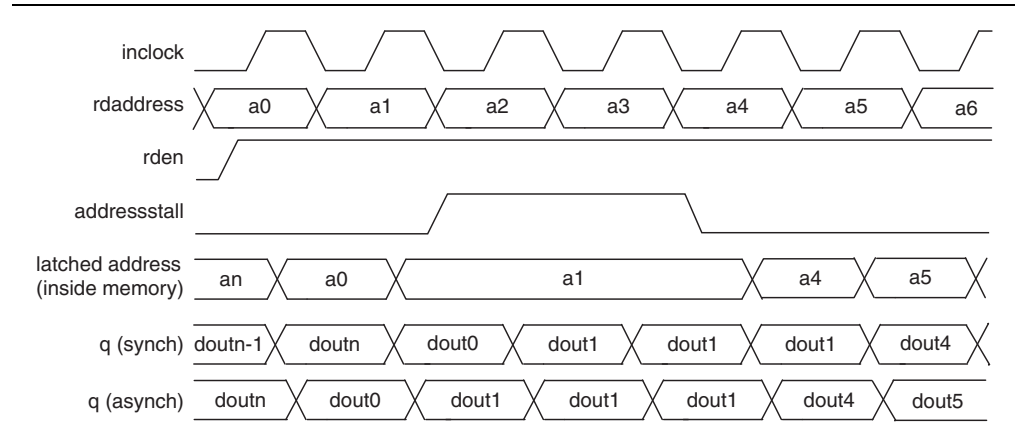 inclock
rdaddress a0 a1 a2 a3 a4 a5 a6
rden
addressstall
latched address
(inside memory) an a0 a1 a4 a5
q (synch) doutn-1 doutn dout0 dout1 dout1 dout1 dout4
q (asynch) doutn dout0 dout1 dout1 dout1 dout4 dout5